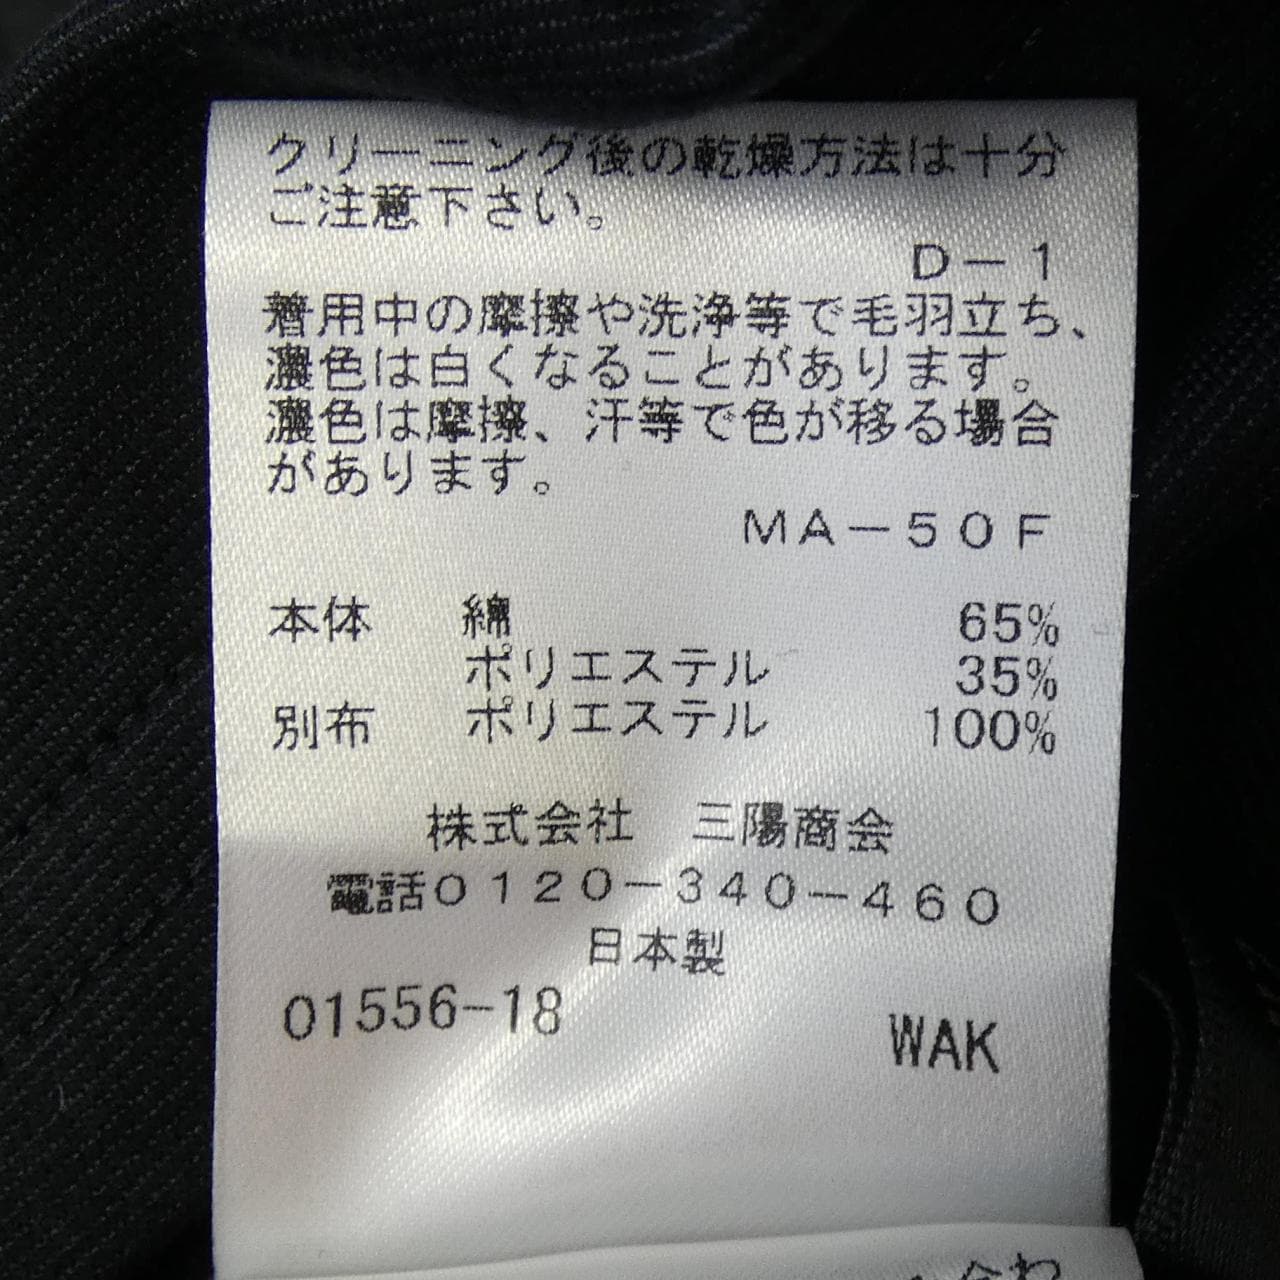 クリーニング後の乾燥方法は十分
ご注意下さい。
D－1
着用中の摩擦や洗浄等で毛羽立ち、
濃色は白くなることがあります。
濃色は摩擦、汗等で色が移る場合
があります。
MA－50F
本体 綿 65%
ポリエステル 35%
別布 ポリエステル 100%
株式会社 三陽商会
電話0120－340－460
日本製
01556-18
WAK